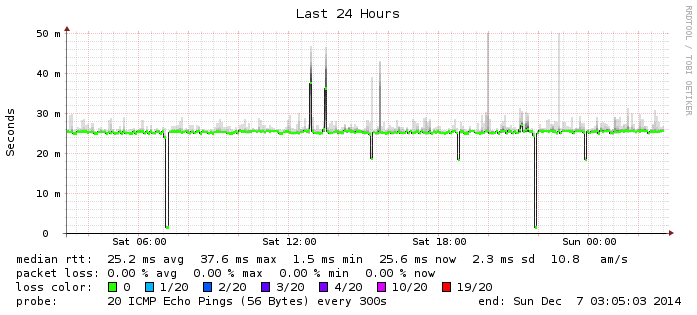 Last 24 Hours
RRDTOOL / TOBI OETIKER
Seconds
50 m
40 m
30 m
20 m
10 m
0
Sat 06:00 Sat 12:00 Sat 18:00 Sun 00:00
median rtt: 25.2 ms avg 37.6 ms max 1.5 ms min 25.6 ms now 2.3 ms sd 10.8 am/s
packet loss: 0.00 % avg 0.00 % max 0.00 % min 0.00 % now
loss color: 0 1/20 2/20 3/20 4/20 10/20 19/20
probe: 20 ICMP Echo Pings (56 Bytes) every 300s end: Sun Dec 7 03:05:03 2014